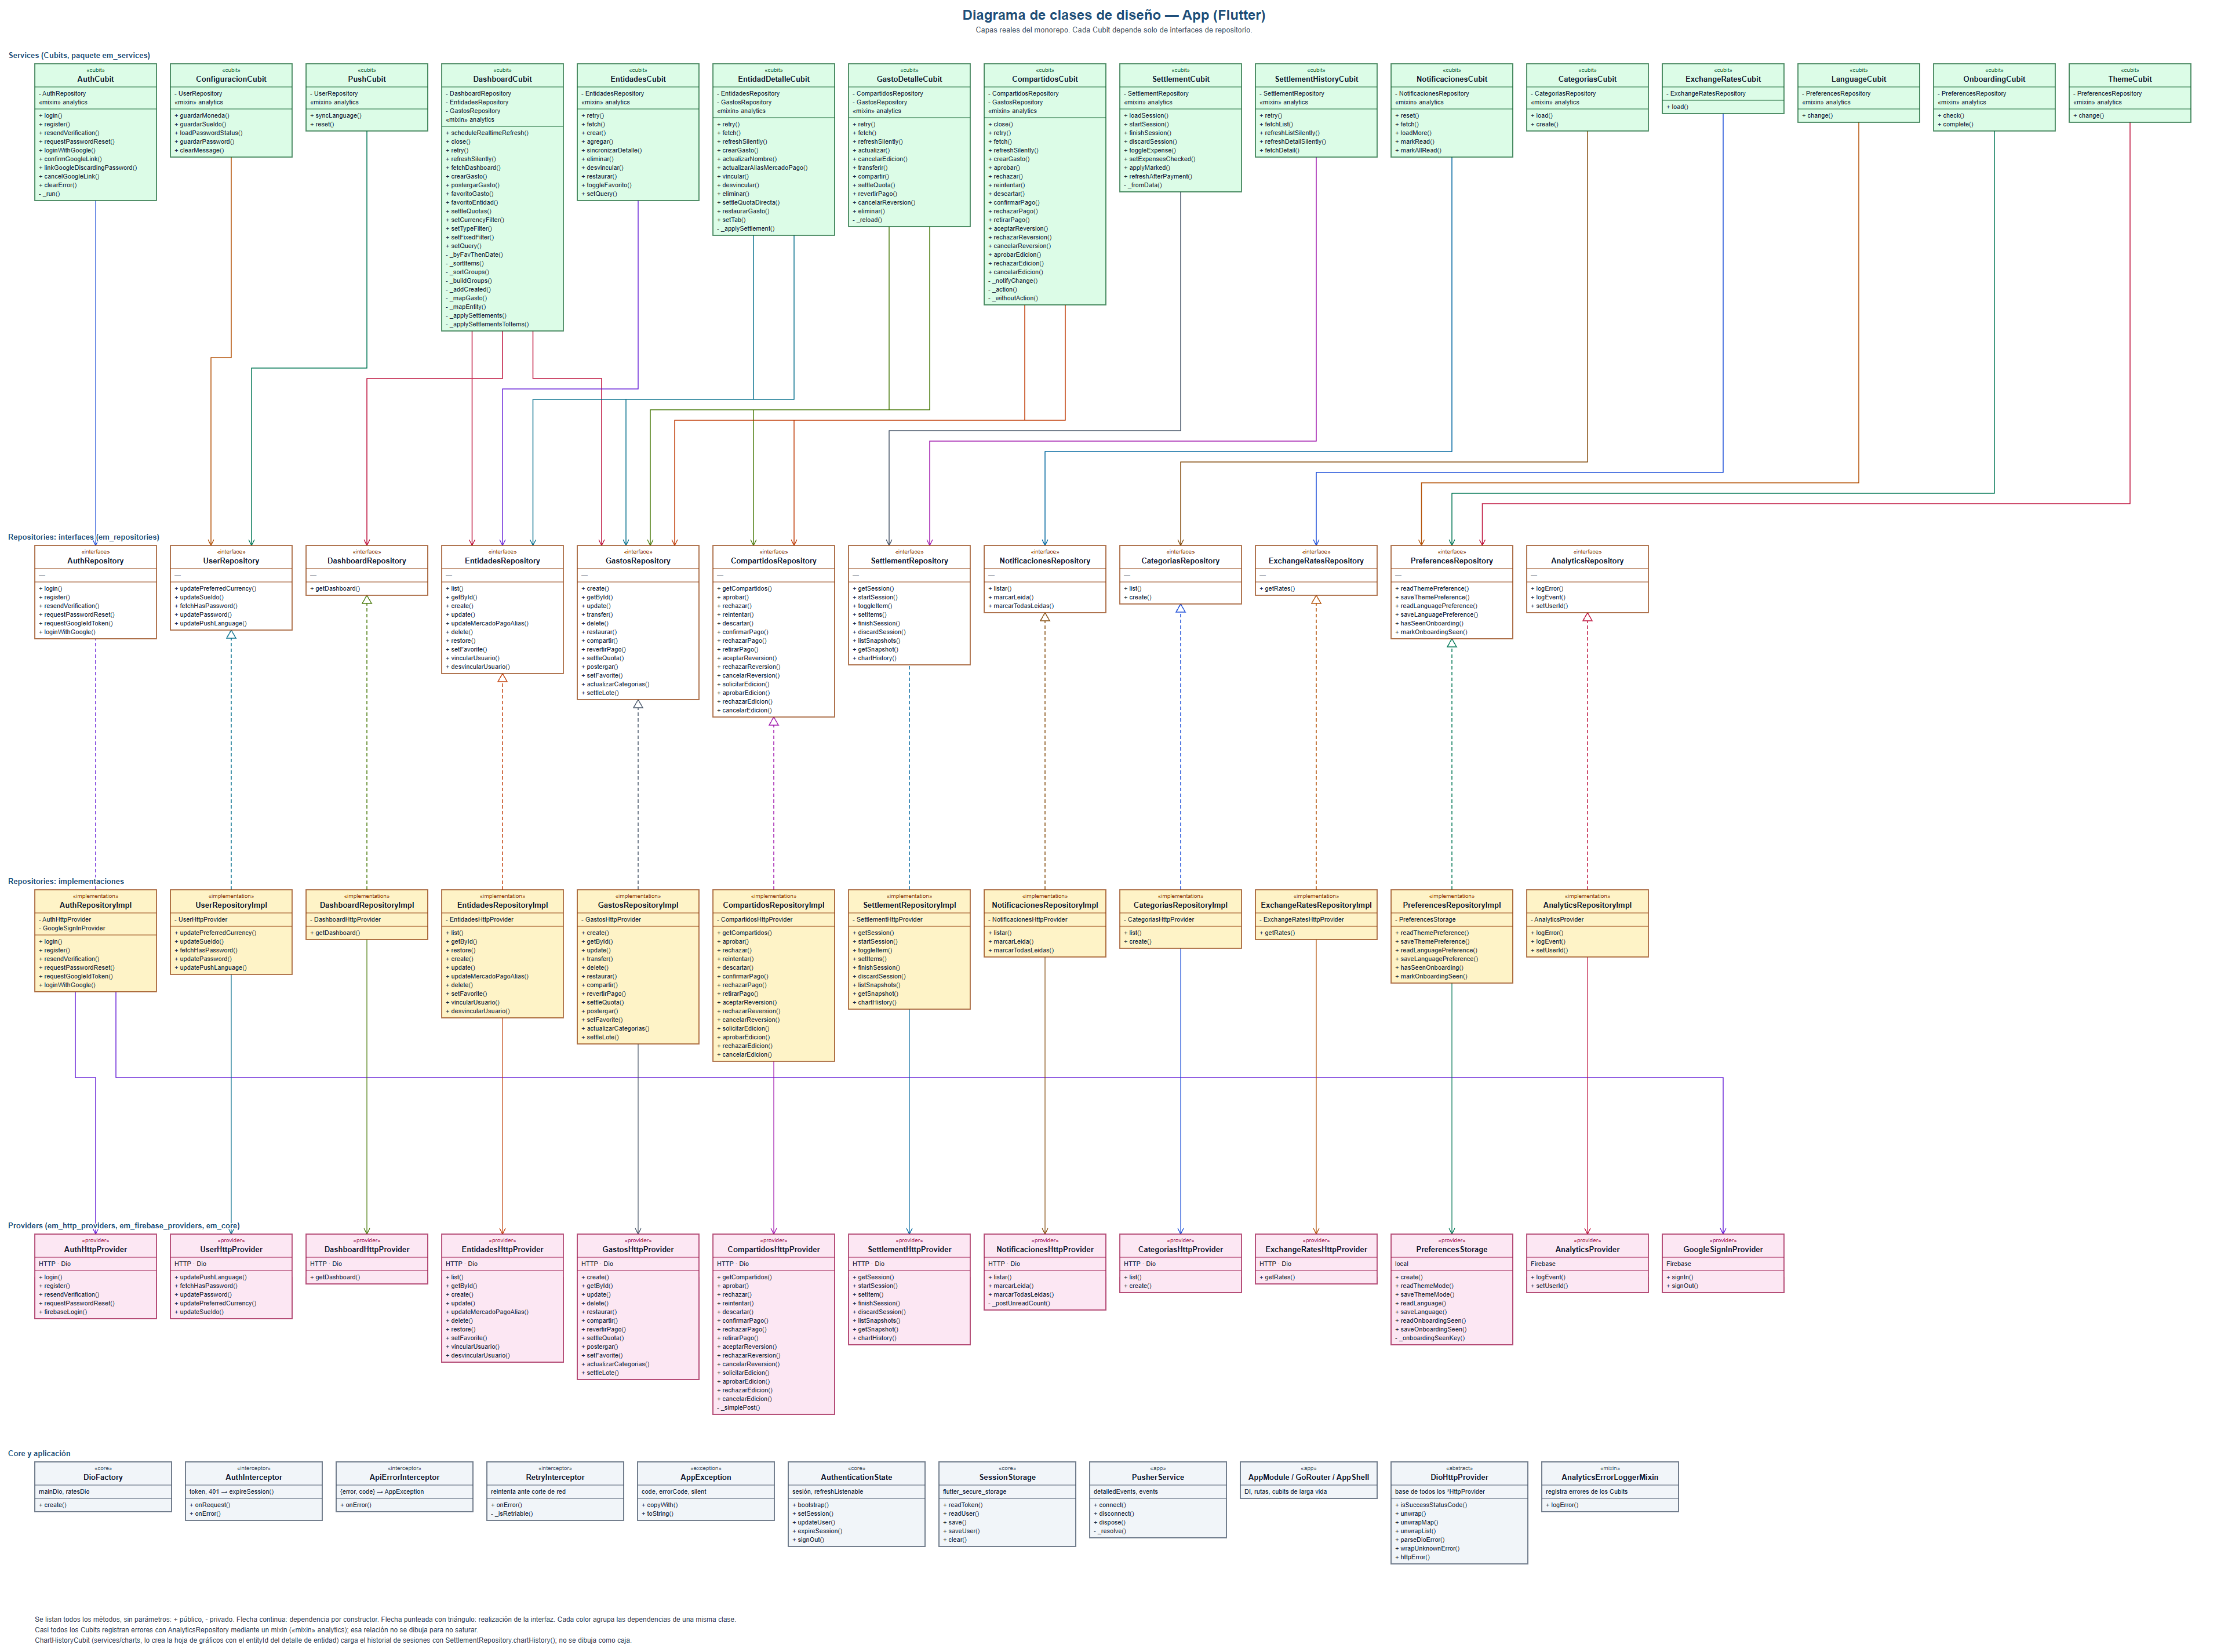 Diagrama de clases de diseño — App (Flutter)
Capas reales del monorepo. Cada Cubit depende solo de interfaces de repositorio.
Services (Cubits, paquete em_services)
«cubit»
AuthCubit
- AuthRepository
«mixin» analytics
+ login()
+ register()
+ resendVerification()
+ requestPasswordReset()
+ loginWithGoogle()
+ confirmGoogleLink()
+ linkGoogleDiscardingPassword()
+ cancelGoogleLink()
+ clearError()
- _run()
«cubit»
ConfiguracionCubit
- UserRepository
«mixin» analytics
+ guardarMoneda()
+ guardarSueldo()
+ loadPasswordStatus()
+ guardarPassword()
+ clearMessage()
«cubit»
PushCubit
- UserRepository
«mixin» analytics
+ syncLanguage()
+ reset()
«cubit»
DashboardCubit
- DashboardRepository
- EntidadesRepository
- GastosRepository
«mixin» analytics
+ scheduleRealtimeRefresh()
+ close()
+ retry()
+ refreshSilently()
+ fetchDashboard()
+ crearGasto()
+ postergarGasto()
+ favoritoGasto()
+ favoritoEntidad()
+ settleQuotas()
+ setCurrencyFilter()
+ setTypeFilter()
+ setFixedFilter()
+ setQuery()
- _byFavThenDate()
- _sortItems()
- _sortGroups()
- _buildGroups()
- _addCreated()
- _mapGasto()
- _mapEntity()
- _applySettlements()
- _applySettlementsToItems()
«cubit»
EntidadesCubit
- EntidadesRepository
«mixin» analytics
+ retry()
+ fetch()
+ crear()
+ agregar()
+ sincronizarDetalle()
+ eliminar()
+ desvincular()
+ restaurar()
+ toggleFavorito()
+ setQuery()
«cubit»
EntidadDetalleCubit
- EntidadesRepository
- GastosRepository
«mixin» analytics
+ retry()
+ fetch()
+ refreshSilently()
+ crearGasto()
+ actualizarNombre()
+ actualizarAliasMercadoPago()
+ vincular()
+ desvincular()
+ eliminar()
+ settleQuotaDirecta()
+ restaurarGasto()
+ setTab()
- _applySettlement()
«cubit»
GastoDetalleCubit
- CompartidosRepository
- GastosRepository
«mixin» analytics
+ retry()
+ fetch()
+ refreshSilently()
+ actualizar()
+ cancelarEdicion()
+ transferir()
+ compartir()
+ settleQuota()
+ revertirPago()
+ cancelarReversion()
+ eliminar()
- _reload()
«cubit»
CompartidosCubit
- CompartidosRepository
- GastosRepository
«mixin» analytics
+ close()
+ retry()
+ fetch()
+ refreshSilently()
+ crearGasto()
+ aprobar()
+ rechazar()
+ reintentar()
+ descartar()
+ confirmarPago()
+ rechazarPago()
+ retirarPago()
+ aceptarReversion()
+ rechazarReversion()
+ cancelarReversion()
+ aprobarEdicion()
+ rechazarEdicion()
+ cancelarEdicion()
- _notifyChange()
- _action()
- _withoutAction()
«cubit»
SettlementCubit
- SettlementRepository
«mixin» analytics
+ loadSession()
+ startSession()
+ finishSession()
+ discardSession()
+ toggleExpense()
+ setExpensesChecked()
+ applyMarked()
+ refreshAfterPayment()
- _fromData()
«cubit»
SettlementHistoryCubit
- SettlementRepository
«mixin» analytics
+ retry()
+ fetchList()
+ refreshListSilently()
+ refreshDetailSilently()
+ fetchDetail()
«cubit»
NotificacionesCubit
- NotificacionesRepository
«mixin» analytics
+ reset()
+ fetch()
+ loadMore()
+ markRead()
+ markAllRead()
«cubit»
CategoriasCubit
- CategoriasRepository
«mixin» analytics
+ load()
+ create()
«cubit»
ExchangeRatesCubit
- ExchangeRatesRepository
+ load()
«cubit»
LanguageCubit
- PreferencesRepository
«mixin» analytics
+ change()
«cubit»
OnboardingCubit
- PreferencesRepository
«mixin» analytics
+ check()
+ complete()
«cubit»
ThemeCubit
- PreferencesRepository
«mixin» analytics
+ change()
Repositories: interfaces (em_repositories)
«interface»
AuthRepository
—
+ login()
+ register()
+ resendVerification()
+ requestPasswordReset()
+ requestGoogleIdToken()
+ loginWithGoogle()
«interface»
UserRepository
—
+ updatePreferredCurrency()
+ updateSueldo()
+ fetchHasPassword()
+ updatePassword()
+ updatePushLanguage()
«interface»
DashboardRepository
—
+ getDashboard()
«interface»
EntidadesRepository
—
+ list()
+ getById()
+ create()
+ update()
+ updateMercadoPagoAlias()
+ delete()
+ restore()
+ setFavorite()
+ vincularUsuario()
+ desvincularUsuario()
«interface»
GastosRepository
—
+ create()
+ getById()
+ update()
+ transfer()
+ delete()
+ restaurar()
+ compartir()
+ revertirPago()
+ settleQuota()
+ postergar()
+ setFavorite()
+ actualizarCategorias()
+ settleLote()
«interface»
CompartidosRepository
—
+ getCompartidos()
+ aprobar()
+ rechazar()
+ reintentar()
+ descartar()
+ confirmarPago()
+ rechazarPago()
+ retirarPago()
+ aceptarReversion()
+ rechazarReversion()
+ cancelarReversion()
+ solicitarEdicion()
+ aprobarEdicion()
+ rechazarEdicion()
+ cancelarEdicion()
«interface»
SettlementRepository
—
+ getSession()
+ startSession()
+ toggleItem()
+ setItems()
+ finishSession()
+ discardSession()
+ listSnapshots()
+ getSnapshot()
+ chartHistory()
«interface»
NotificacionesRepository
—
+ listar()
+ marcarLeida()
+ marcarTodasLeidas()
«interface»
CategoriasRepository
—
+ list()
+ create()
«interface»
ExchangeRatesRepository
—
+ getRates()
«interface»
PreferencesRepository
—
+ readThemePreference()
+ saveThemePreference()
+ readLanguagePreference()
+ saveLanguagePreference()
+ hasSeenOnboarding()
+ markOnboardingSeen()
«interface»
AnalyticsRepository
—
+ logError()
+ logEvent()
+ setUserId()
Repositories: implementaciones
«implementation»
AuthRepositoryImpl
- AuthHttpProvider
- GoogleSignInProvider
+ login()
+ register()
+ resendVerification()
+ requestPasswordReset()
+ requestGoogleIdToken()
+ loginWithGoogle()
«implementation»
UserRepositoryImpl
- UserHttpProvider
+ updatePreferredCurrency()
+ updateSueldo()
+ fetchHasPassword()
+ updatePassword()
+ updatePushLanguage()
«implementation»
DashboardRepositoryImpl
- DashboardHttpProvider
+ getDashboard()
«implementation»
EntidadesRepositoryImpl
- EntidadesHttpProvider
+ list()
+ getById()
+ restore()
+ create()
+ update()
+ updateMercadoPagoAlias()
+ delete()
+ setFavorite()
+ vincularUsuario()
+ desvincularUsuario()
«implementation»
GastosRepositoryImpl
- GastosHttpProvider
+ create()
+ getById()
+ update()
+ transfer()
+ delete()
+ restaurar()
+ compartir()
+ revertirPago()
+ settleQuota()
+ postergar()
+ setFavorite()
+ actualizarCategorias()
+ settleLote()
«implementation»
CompartidosRepositoryImpl
- CompartidosHttpProvider
+ getCompartidos()
+ aprobar()
+ rechazar()
+ reintentar()
+ descartar()
+ confirmarPago()
+ rechazarPago()
+ retirarPago()
+ aceptarReversion()
+ rechazarReversion()
+ cancelarReversion()
+ solicitarEdicion()
+ aprobarEdicion()
+ rechazarEdicion()
+ cancelarEdicion()
«implementation»
SettlementRepositoryImpl
- SettlementHttpProvider
+ getSession()
+ startSession()
+ toggleItem()
+ setItems()
+ finishSession()
+ discardSession()
+ listSnapshots()
+ getSnapshot()
+ chartHistory()
«implementation»
NotificacionesRepositoryImpl
- NotificacionesHttpProvider
+ listar()
+ marcarLeida()
+ marcarTodasLeidas()
«implementation»
CategoriasRepositoryImpl
- CategoriasHttpProvider
+ list()
+ create()
«implementation»
ExchangeRatesRepositoryImpl
- ExchangeRatesHttpProvider
+ getRates()
«implementation»
PreferencesRepositoryImpl
- PreferencesStorage
+ readThemePreference()
+ saveThemePreference()
+ readLanguagePreference()
+ saveLanguagePreference()
+ hasSeenOnboarding()
+ markOnboardingSeen()
«implementation»
AnalyticsRepositoryImpl
- AnalyticsProvider
+ logError()
+ logEvent()
+ setUserId()
Providers (em_http_providers, em_firebase_providers, em_core)
«provider»
AuthHttpProvider
HTTP · Dio
+ login()
+ register()
+ resendVerification()
+ requestPasswordReset()
+ firebaseLogin()
«provider»
UserHttpProvider
HTTP · Dio
+ updatePushLanguage()
+ fetchHasPassword()
+ updatePassword()
+ updatePreferredCurrency()
+ updateSueldo()
«provider»
DashboardHttpProvider
HTTP · Dio
+ getDashboard()
«provider»
EntidadesHttpProvider
HTTP · Dio
+ list()
+ getById()
+ create()
+ update()
+ updateMercadoPagoAlias()
+ delete()
+ restore()
+ setFavorite()
+ vincularUsuario()
+ desvincularUsuario()
«provider»
GastosHttpProvider
HTTP · Dio
+ create()
+ getById()
+ update()
+ delete()
+ restaurar()
+ compartir()
+ revertirPago()
+ settleQuota()
+ postergar()
+ setFavorite()
+ actualizarCategorias()
+ settleLote()
«provider»
CompartidosHttpProvider
HTTP · Dio
+ getCompartidos()
+ aprobar()
+ rechazar()
+ reintentar()
+ descartar()
+ confirmarPago()
+ rechazarPago()
+ retirarPago()
+ aceptarReversion()
+ rechazarReversion()
+ cancelarReversion()
+ solicitarEdicion()
+ aprobarEdicion()
+ rechazarEdicion()
+ cancelarEdicion()
- _simplePost()
«provider»
SettlementHttpProvider
HTTP · Dio
+ getSession()
+ startSession()
+ setItem()
+ finishSession()
+ discardSession()
+ listSnapshots()
+ getSnapshot()
+ chartHistory()
«provider»
NotificacionesHttpProvider
HTTP · Dio
+ listar()
+ marcarLeida()
+ marcarTodasLeidas()
- _postUnreadCount()
«provider»
CategoriasHttpProvider
HTTP · Dio
+ list()
+ create()
«provider»
ExchangeRatesHttpProvider
HTTP · Dio
+ getRates()
«provider»
PreferencesStorage
local
+ create()
+ readThemeMode()
+ saveThemeMode()
+ readLanguage()
+ saveLanguage()
+ readOnboardingSeen()
+ saveOnboardingSeen()
- _onboardingSeenKey()
«provider»
AnalyticsProvider
Firebase
+ logEvent()
+ setUserId()
«provider»
GoogleSignInProvider
Firebase
+ signIn()
+ signOut()
Core y aplicación
«core»
DioFactory
mainDio, ratesDio
+ create()
«interceptor»
AuthInterceptor
token, 401 → expireSession()
+ onRequest()
+ onError()
«interceptor»
ApiErrorInterceptor
{error, code} → AppException
+ onError()
«interceptor»
RetryInterceptor
reintenta ante corte de red
+ onError()
- _isRetriable()
«exception»
AppException
code, errorCode, silent
+ copyWith()
+ toString()
«core»
AuthenticationState
sesión, refreshListenable
+ bootstrap()
+ setSession()
+ updateUser()
+ expireSession()
+ signOut()
«core»
SessionStorage
flutter_secure_storage
+ readToken()
+ readUser()
+ save()
+ saveUser()
+ clear()
«app»
PusherService
detailedEvents, events
+ connect()
+ disconnect()
+ dispose()
- _resolve()
«app»
AppModule / GoRouter / AppShell
DI, rutas, cubits de larga vida
«abstract»
DioHttpProvider
base de todos los *HttpProvider
+ isSuccessStatusCode()
+ unwrap()
+ unwrapMap()
+ unwrapList()
+ parseDioError()
+ wrapUnknownError()
+ httpError()
«mixin»
AnalyticsErrorLoggerMixin
registra errores de los Cubits
+ logError()
Se listan todos los métodos, sin parámetros: + público, - privado. Flecha continua: dependencia por constructor. Flecha punteada con triángulo: realización de la interfaz. Cada color agrupa las dependencias de una misma clase.
Casi todos los Cubits registran errores con AnalyticsRepository mediante un mixin («mixin» analytics); esa relación no se dibuja para no saturar.
ChartHistoryCubit (services/charts, lo crea la hoja de gráficos con el entityId del detalle de entidad) carga el historial de sesiones con SettlementRepository.chartHistory(); no se dibuja como caja.